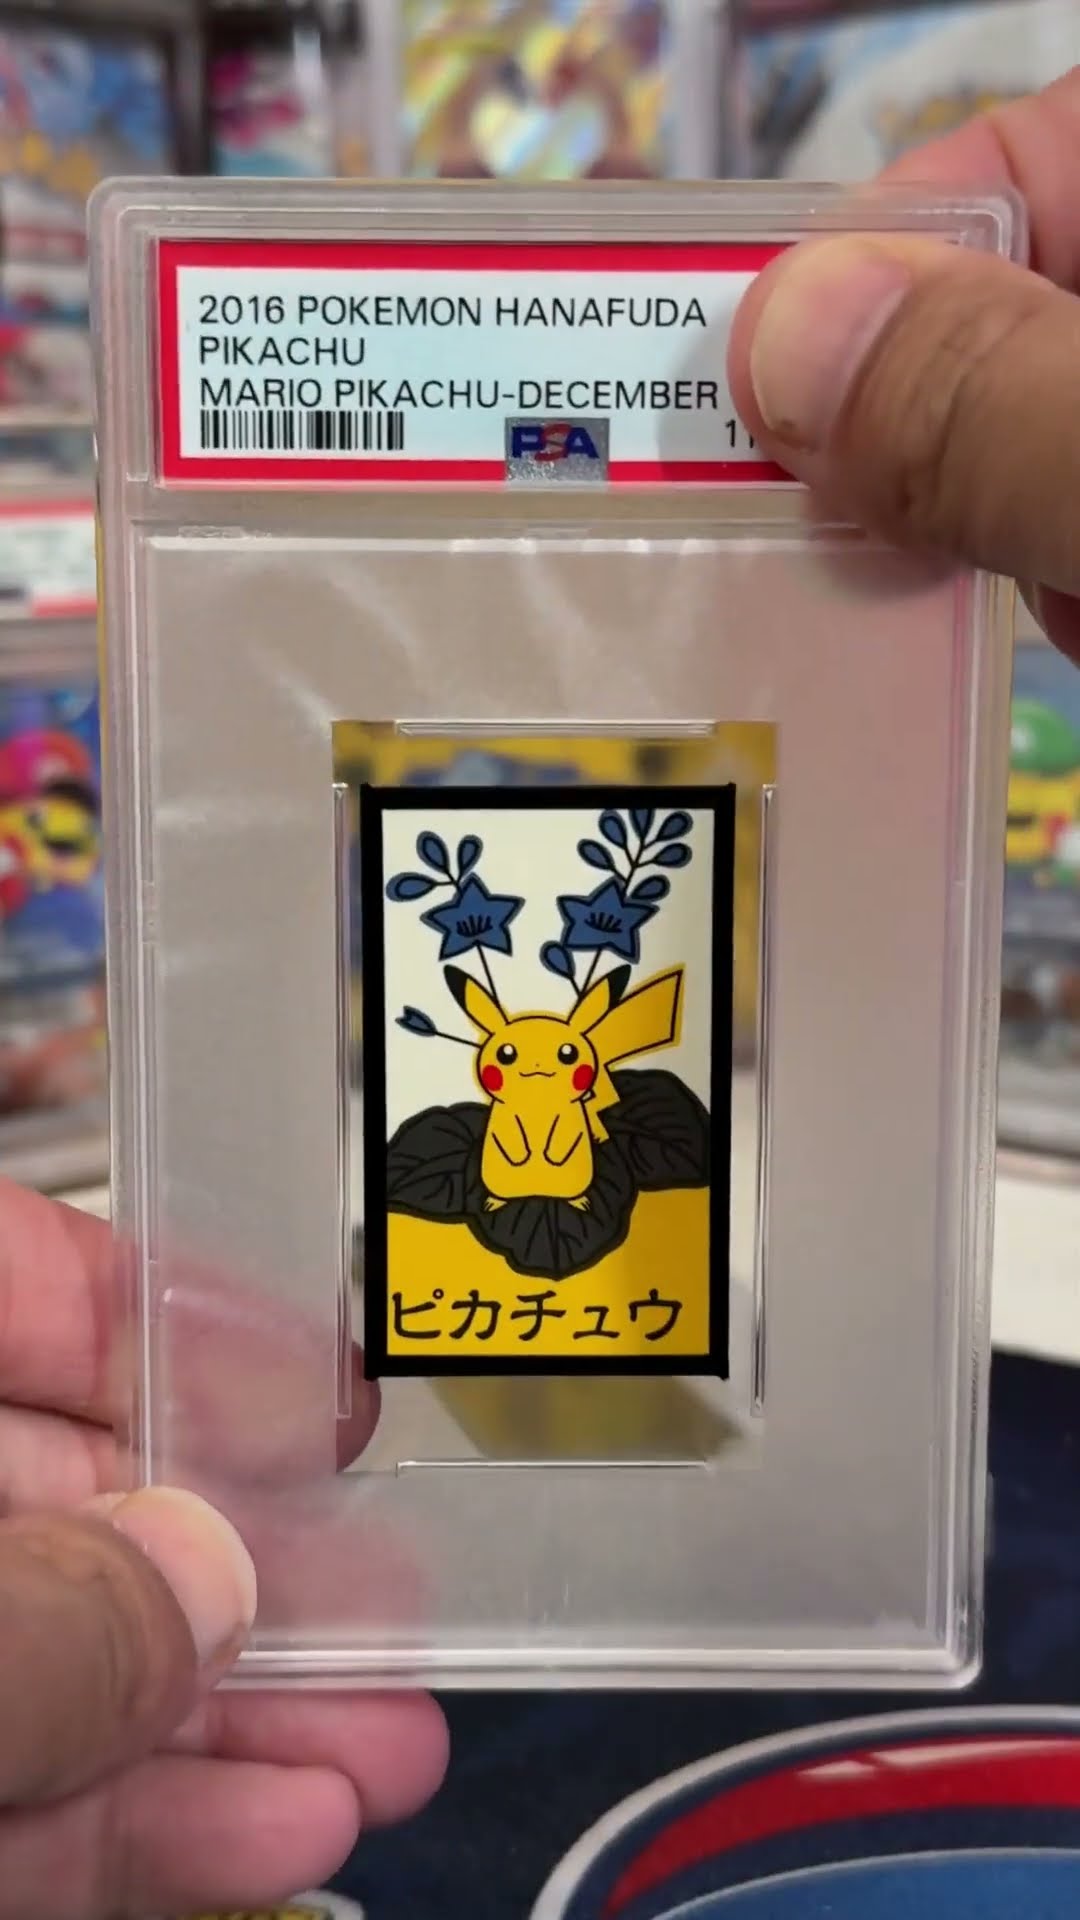 2016 POKEMON HANAFUDA
PIKACHU
MARIO PIKACHU-DECEMBER
PSA
ピカチュウ